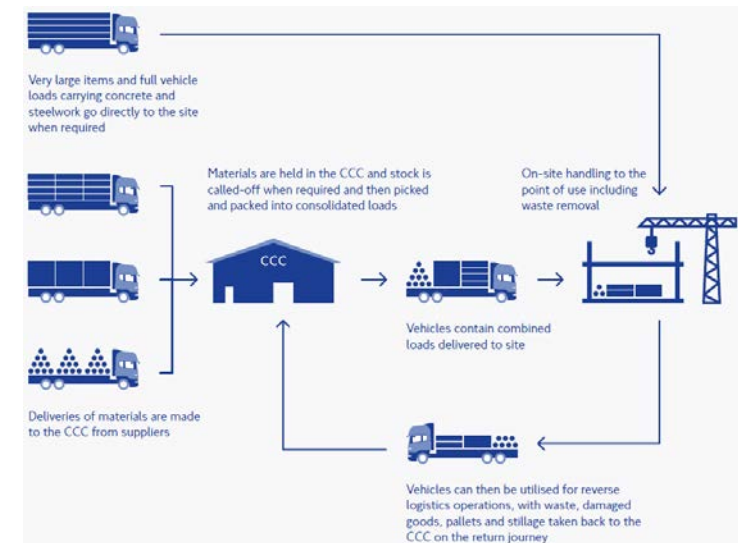 Very large items and full vehicle
loads carrying concrete and
steelwork go directly to the site
when required
Materials are held in the CCC and stock is
called-off when required and then picked
and packed into consolidated loads
On-site handling to the
point of use including
waste removal
CCC
Vehicles contain combined
loads delivered to site
Deliveries of materials are made
to the CCC from suppliers
Vehicles can then be utilised for reverse
logistics operations, with waste, damaged
goods, pallets and stillage taken back to the
CCC on the return journey